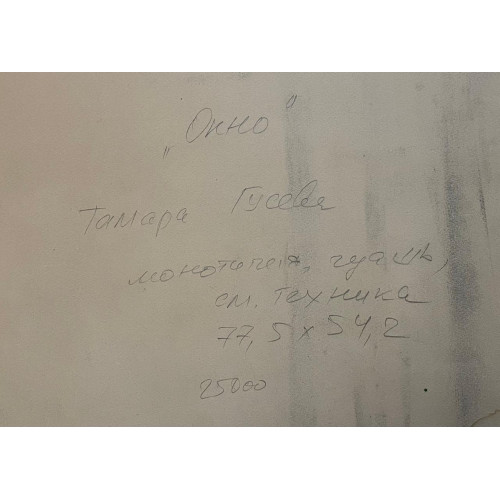 „Окно"
Тамара Гусева
монотипия, гуашь,
см. техника
77,5 x 54,2
25000